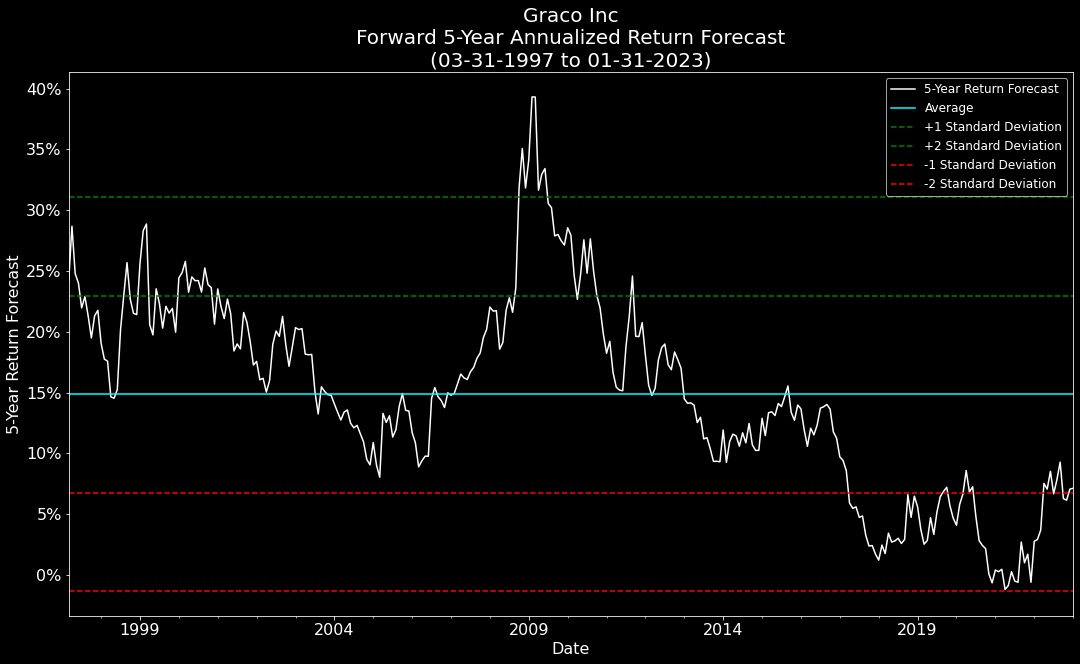 Graco Inc
Forward 5-Year Annualized Return Forecast
(03-31-1997 to 01-31-2023)
5-Year Return Forecast
Average
+1 Standard Deviation
+2 Standard Deviation
-1 Standard Deviation
-2 Standard Deviation
5-Year Return Forecast
40%
35%
30%
25%
20%
15%
10%
5%
0%
1999
2004
2009
2014
2019
Date